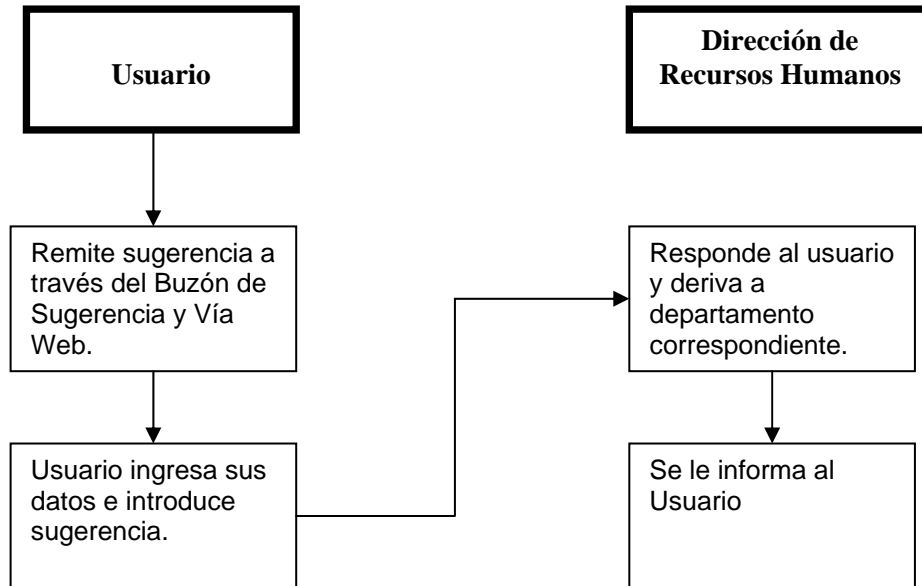 Usuario
Dirección de
Recursos Humanos
Remite sugerencia a
través del Buzón de
Sugerencia y Vía
Web.
Responde al usuario
y deriva a
departamento
correspondiente.
Usuario ingresa sus
datos e introduce
sugerencia.
Se le informa al
Usuario